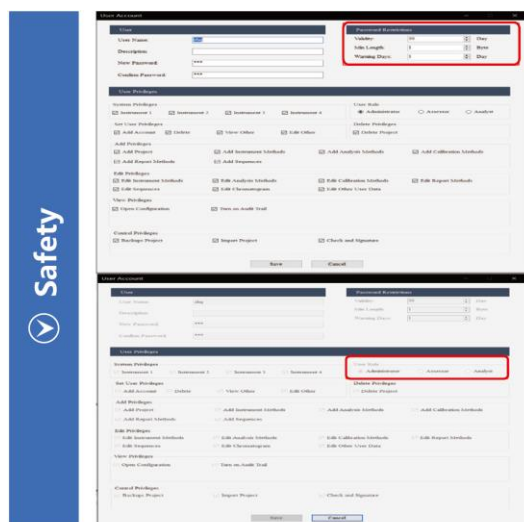 Safety
User Account
User
Password Restrictions
User Name:
Validity:
Day
Description:
Min Length:
1
Byte
New Password:
***
Warning Days:
1
Day
Confirm Password:
***
User Privileges
System Privileges
User Role
Instrument 1
Instrument 2
Instrument 3
Instrument 4
Administrator
Assessor
Analyst
Set User Privileges
Delete Privileges
Add Account
Delete
View Other
Edit Other
Delete Project
Add Privileges
Add Project
Add Instrument Methods
Add Analysis Methods
Add Calibration Methods
Add Report Methods
Add Sequences
Edit Privileges
Edit Instrument Methods
Edit Analysis Methods
Edit Calibration Methods
Edit Report Methods
Edit Sequences
Edit Chromatogram
Edit Other User Data
View Privileges
Open Configuration
Turn on Audit Trail
Control Privileges
Backups Project
Import Project
Check and Signature
Save
Cancel
User Account
User
Password Restrictions
User Name
Validity:
Day
Description:
Min Length:
1
Byte
New Password:
***
Warning Days:
1
Day
Confirm Password:
***
User Privileges
System Privileges
User Role
Instrument 1
Instrument 2
Instrument 3
Instrument 4
Administrator
Assessor
Analyst
Set User Privileges
Delete Privileges
Add Account
Delete
View Other
Edit Other
Delete Project
Add Privileges
Add Project
Add Instrument Methods
Add Analysis Methods
Add Calibration Methods
Add Report Methods
Add Sequences
Edit Privileges
Edit Instrument Methods
Edit Analysis Methods
Edit Calibration Methods
Edit Report Methods
Edit Sequences
Edit Chromatogram
Edit Other User Data
View Privileges
Open Configuration
Turn on Audit Trail
Control Privileges
Backups Project
Import Project
Check and Signature
Save
Cancel